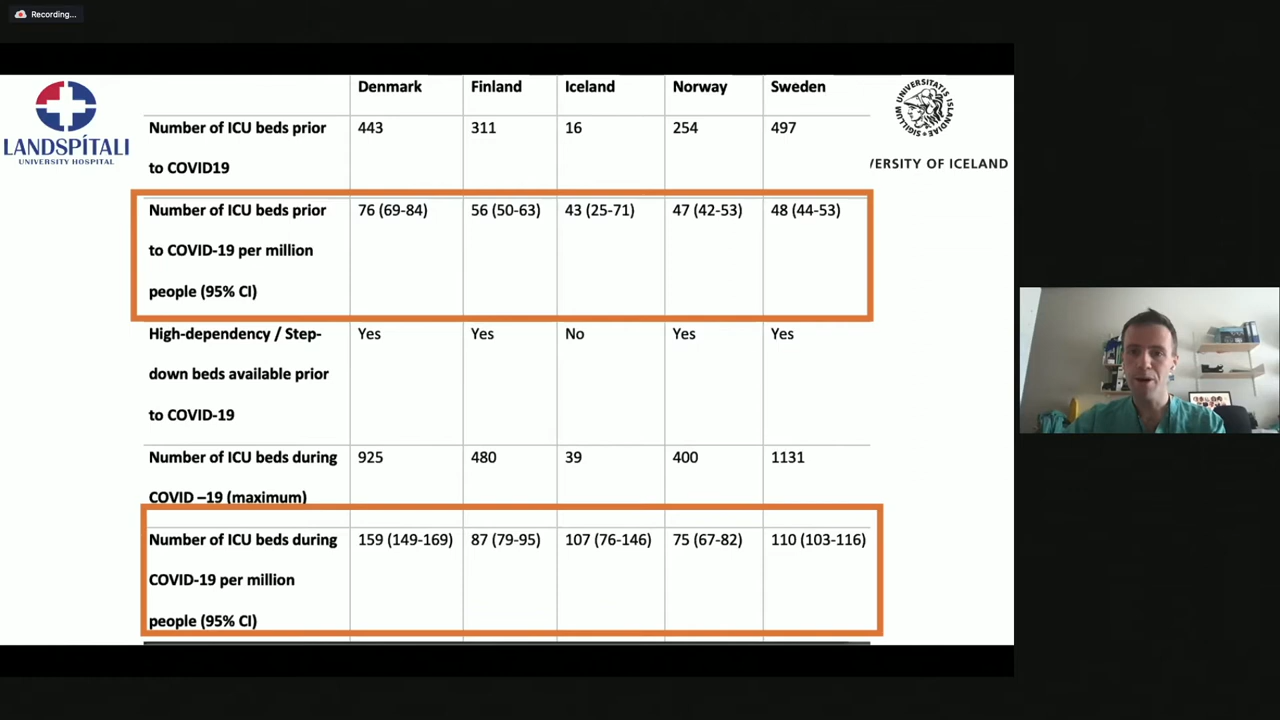 Recording...
Denmark Finland Iceland Norway Sweden
Number of ICU beds prior 443 311 16 254 497
to COVID19
Number of ICU beds prior 76 (69-84) 56 (50-63) 43 (25-71) 47 (42-53) 48 (44-53)
to COVID-19 per million
people (95% CI)
High-dependency / Step- Yes Yes No Yes Yes
down beds available prior
to COVID-19
Number of ICU beds during 925 480 39 400 1131
COVID –19 (maximum)
Number of ICU beds during 159 (149-169) 87 (79-95) 107 (76-146) 75 (67-82) 110 (103-116)
COVID-19 per million
people (95% CI)
LANDSPÍTALI
UNIVERSITY HOSPITAL
SIGILLUM UNIVERSITATIS ISLANDIAE
VERSITY OF ICELAND